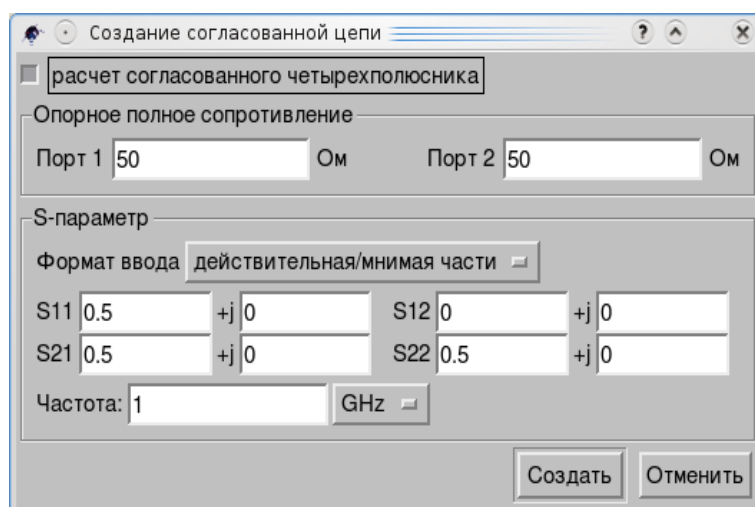 Создание согласованной цепи ?
расчет согласованного четырехполюсника
Опорное полное сопротивление
Порт 1 50 Ом Порт 2 50 Ом
S-параметр
Формат ввода действительная/мнимая части
S11 0.5 +j 0 S12 0 +j 0
S21 0.5 +j 0 S22 0.5 +j 0
Частота: 1 GHz
Создать Отменить